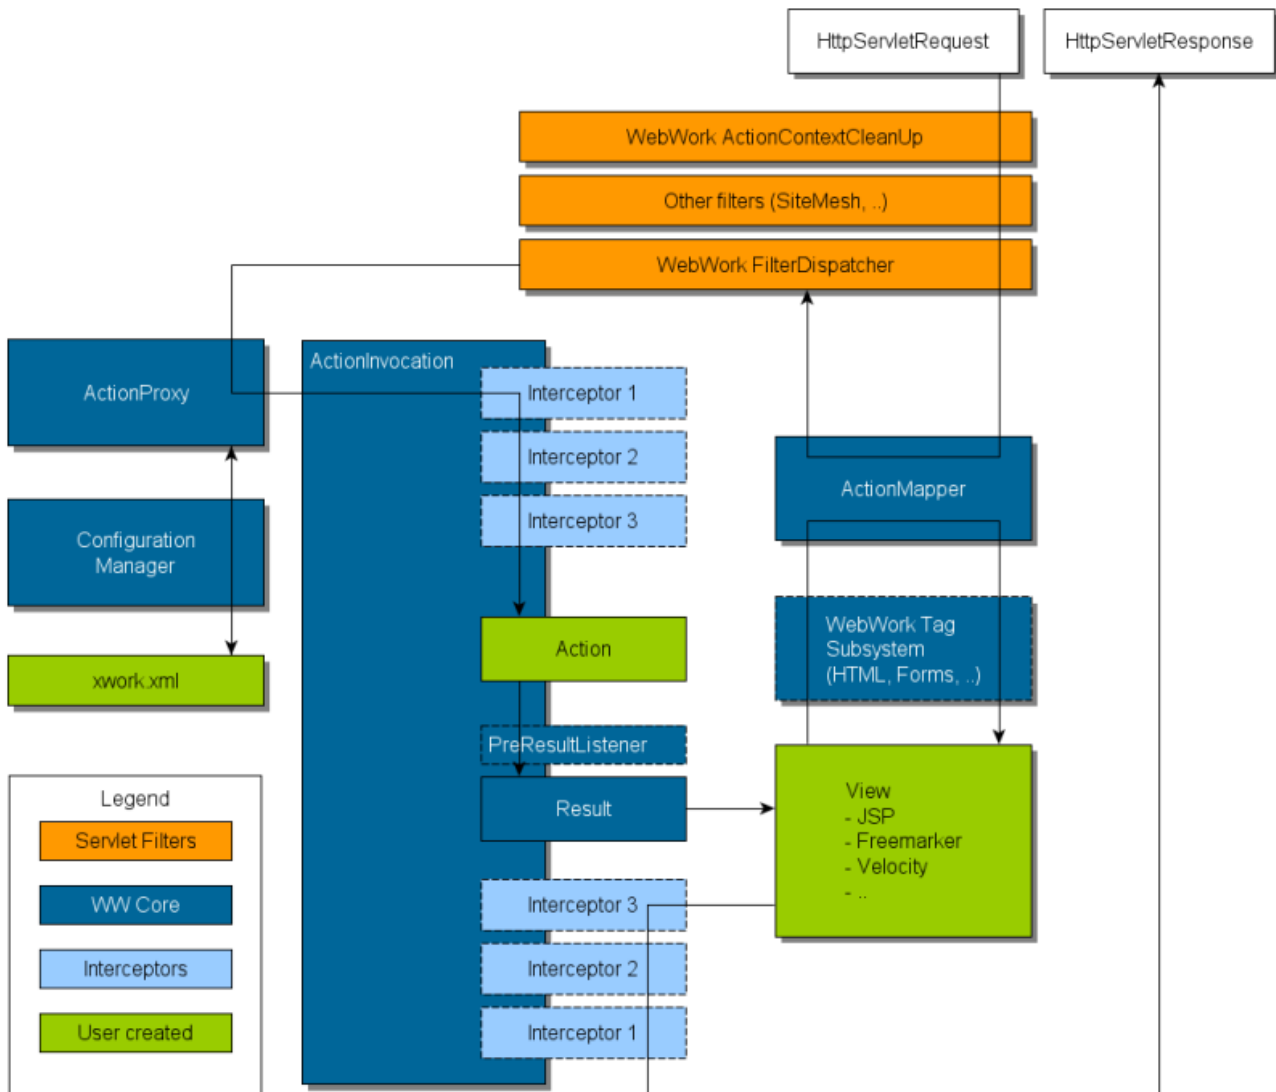 HttpServletRequest
HttpServletResponse
WebWork ActionContextCleanUp
Other filters (SiteMesh, ..)
WebWork FilterDispatcher
ActionProxy
ActionInvocation
Interceptor 1
Interceptor 2
Interceptor 3
ActionMapper
Configuration
Manager
WebWork Tag
Subsystem
(HTML, Forms, ..)
Action
xwork.xml
PreResultListener
Result
View
- JSP
- Freemarker
- Velocity
- ..
Interceptor 3
Interceptor 2
Interceptor 1
Legend
Servlet Filters
WW Core
Interceptors
User created